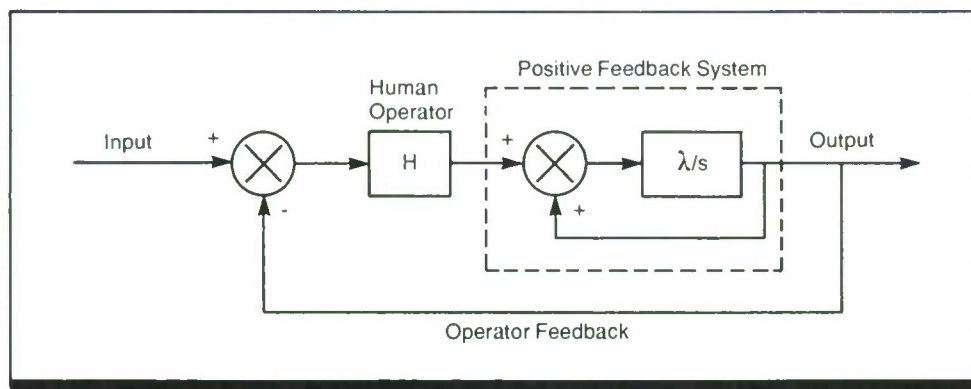 Positive Feedback System
Human
Operator
Input
+
H
+
λ/s
Output
-
+
Operator Feedback